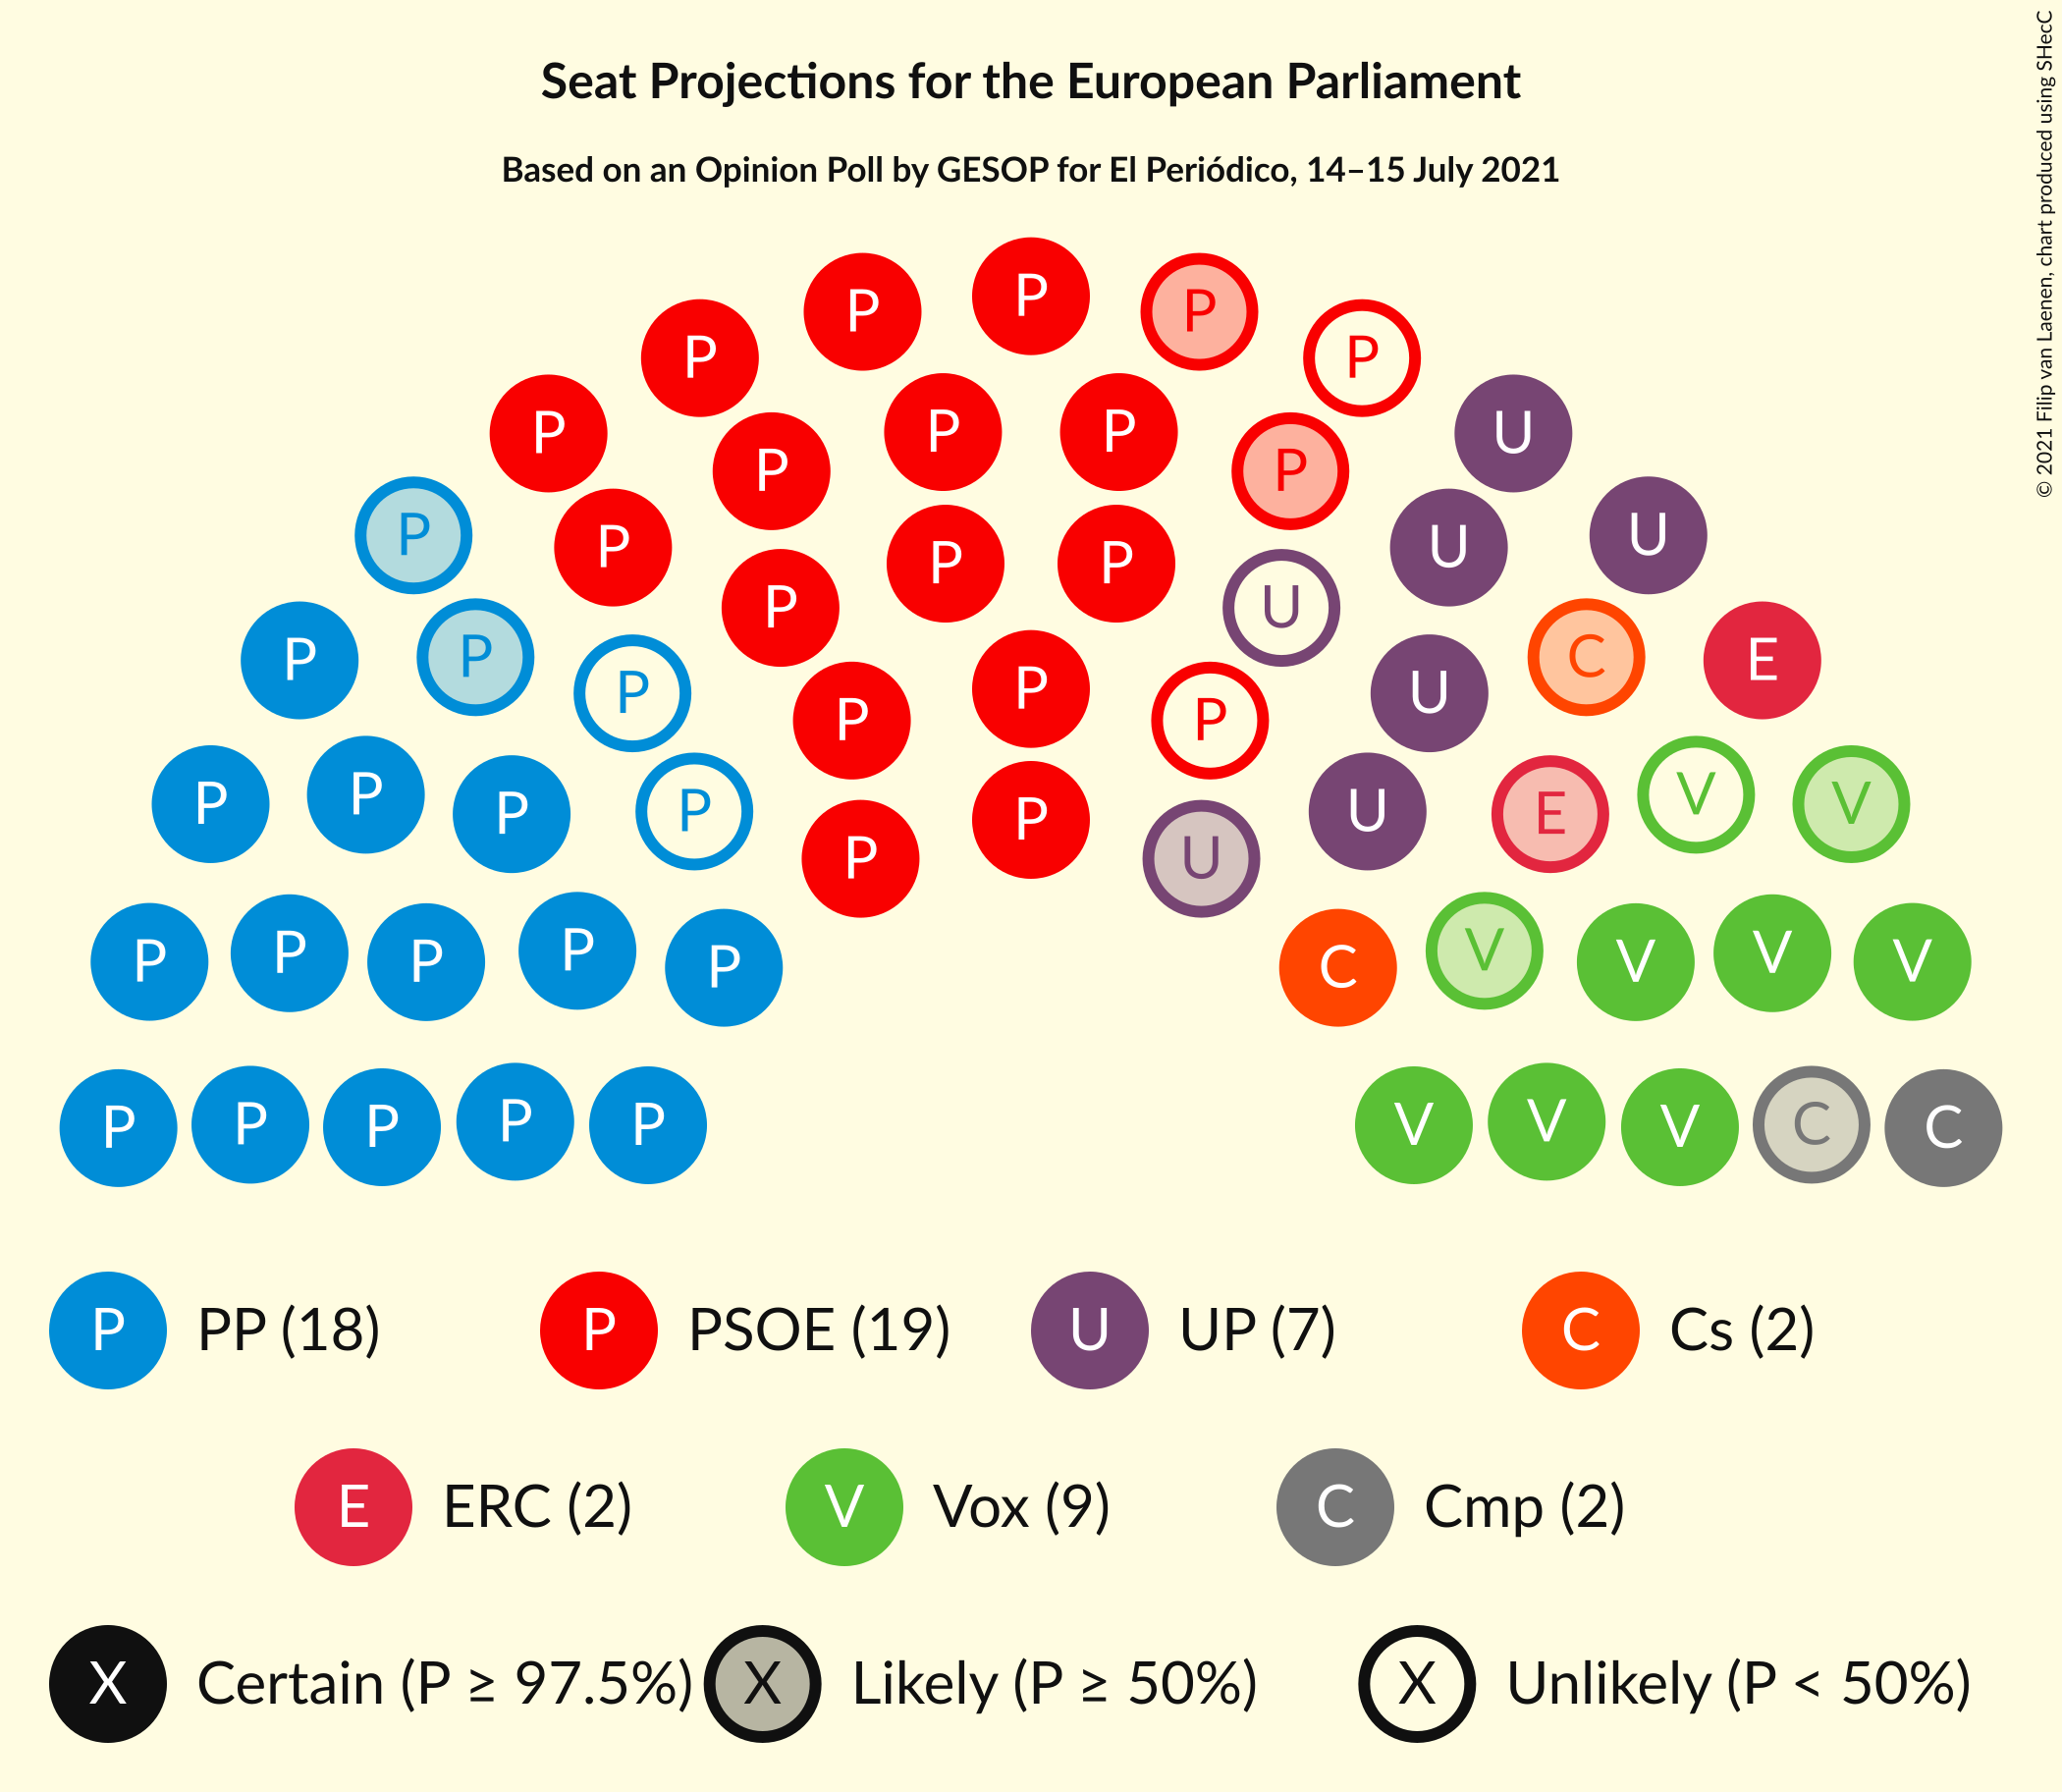 Seat Projections for the European Parliament
Based on an Opinion Poll by GESOP for El Periódico, 14–15 July 2021
© 2021 Filip van Laenen, chart produced using SHecC
P
P P
P P
P P
P P
U
P P
U
P
P
U
P
P
P
U
P
P
U
P
C
E
P
P
P
U
P
P
U
P
P
V
P
V
P
P
E
P
U
P
P
P
P
P
C
V
V
V
V
P
P
P
P
P
V
V
V
C
C
P PP (18)
P PSOE (19)
U UP (7)
C Cs (2)
E ERC (2)
V Vox (9)
C Cmp (2)
X Certain (P ≥ 97.5%)
X Likely (P ≥ 50%)
X Unlikely (P < 50%)